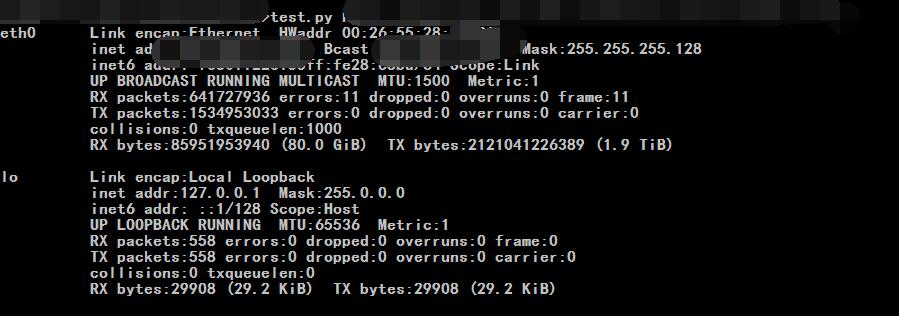 >test.py
eth0 Link encap:Ethernet HWaddr 00:26:55:28:
inet ad Bcast Mask:255.255.255.128
inet6 addr: ff:fe28: Scope:Link
UP BROADCAST RUNNING MULTICAST MTU:1500 Metric:1
RX packets:641727936 errors:11 dropped:0 overruns:0 frame:11
TX packets:1534953033 errors:0 dropped:0 overruns:0 carrier:0
collisions:0 txqueuelen:1000
RX bytes:85951953940 (80.0 GiB) TX bytes:2121041226389 (1.9 TiB)
lo Link encap:Local Loopback
inet addr:127.0.0.1 Mask:255.0.0.0
inet6 addr: ::1/128 Scope:Host
UP LOOPBACK RUNNING MTU:65536 Metric:1
RX packets:558 errors:0 dropped:0 overruns:0 frame:0
TX packets:558 errors:0 dropped:0 overruns:0 carrier:0
collisions:0 txqueuelen:0
RX bytes:29908 (29.2 KiB) TX bytes:29908 (29.2 KiB)